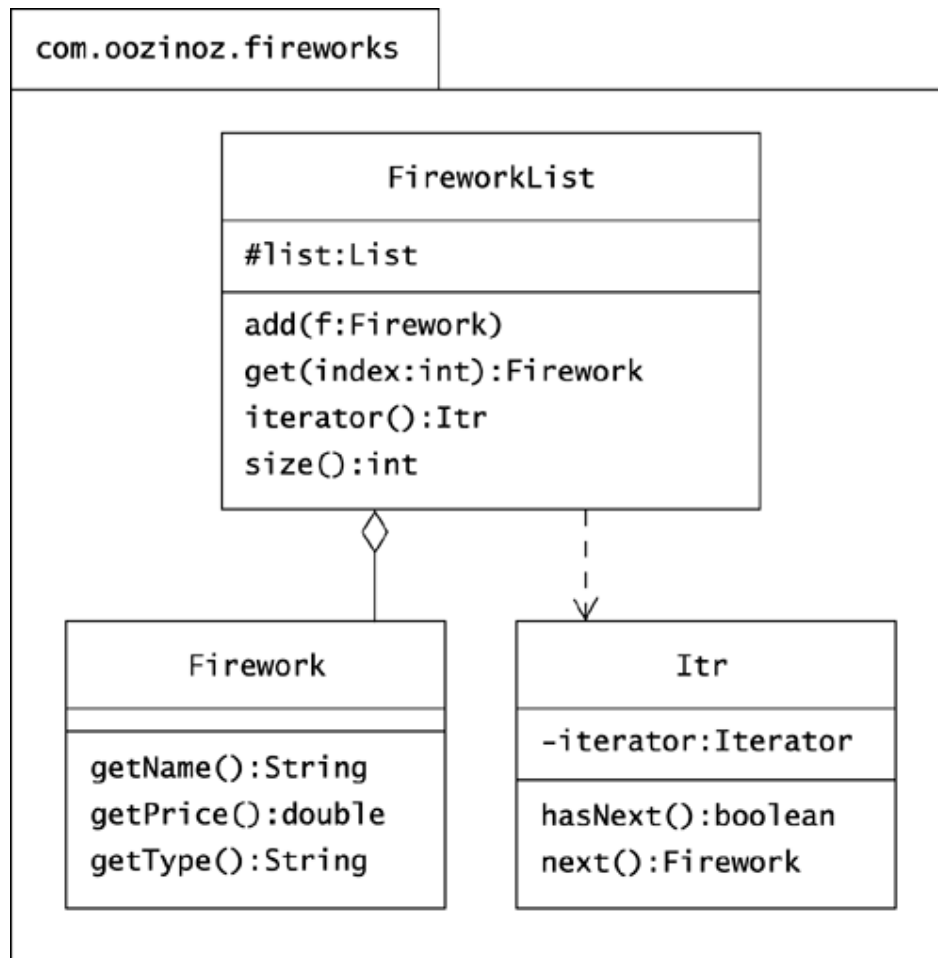 com.oozinoz.fireworks
FireworkList
#list:List
add(f:Firework)
get(index:int):Firework
iterator():Itr
size():int
Firework
getName():String
getPrice():double
getType():String
Itr
-iterator:Iterator
hasNext():boolean
next():Firework